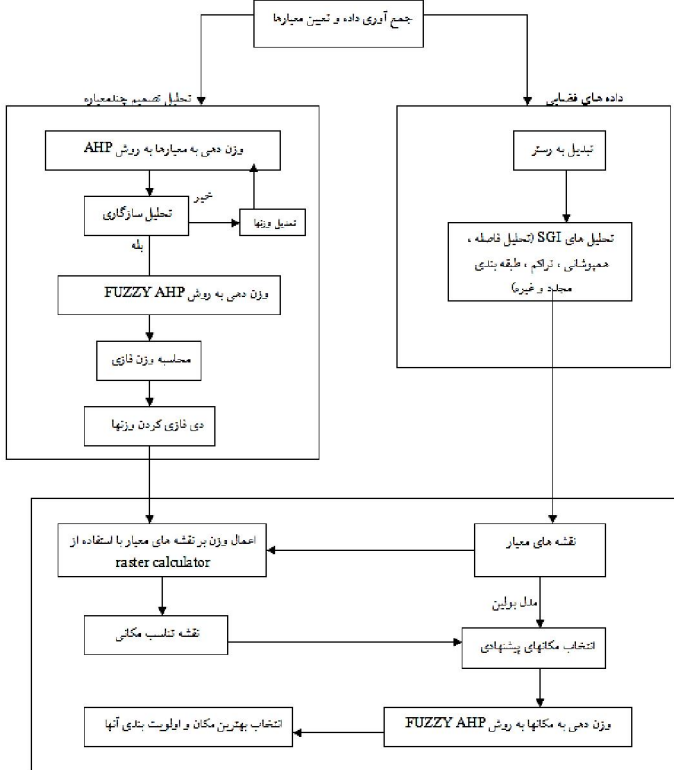 جمع آوری داده و تعیین معیارها
تحلیل تصمیم چندمعیاره
داده های فضایی
وزن دهی به معیارها به روش AHP
تحلیل سازگاری
خیر
تعدیل وزنها
بله
وزن دهی به روش FUZZY AHP
محاسبه وزن فازی
دی فازی کردن وزنها
تبدیل به رستر
تحلیل های SGI (تحلیل فاصله ،
همپوشانی ، تراکم ، طبقه بندی
مجدد و غیره)
اعمال وزن بر نقشه های معیار با استفاده از
raster calculator
نقشه های معیار
مدل بولین
نقشه تناسب مکانی
انتخاب مکانهای پیشنهادی
وزن دهی به مکانها به روش FUZZY AHP
انتخاب بهترین مکان و اولویت بندی آنها